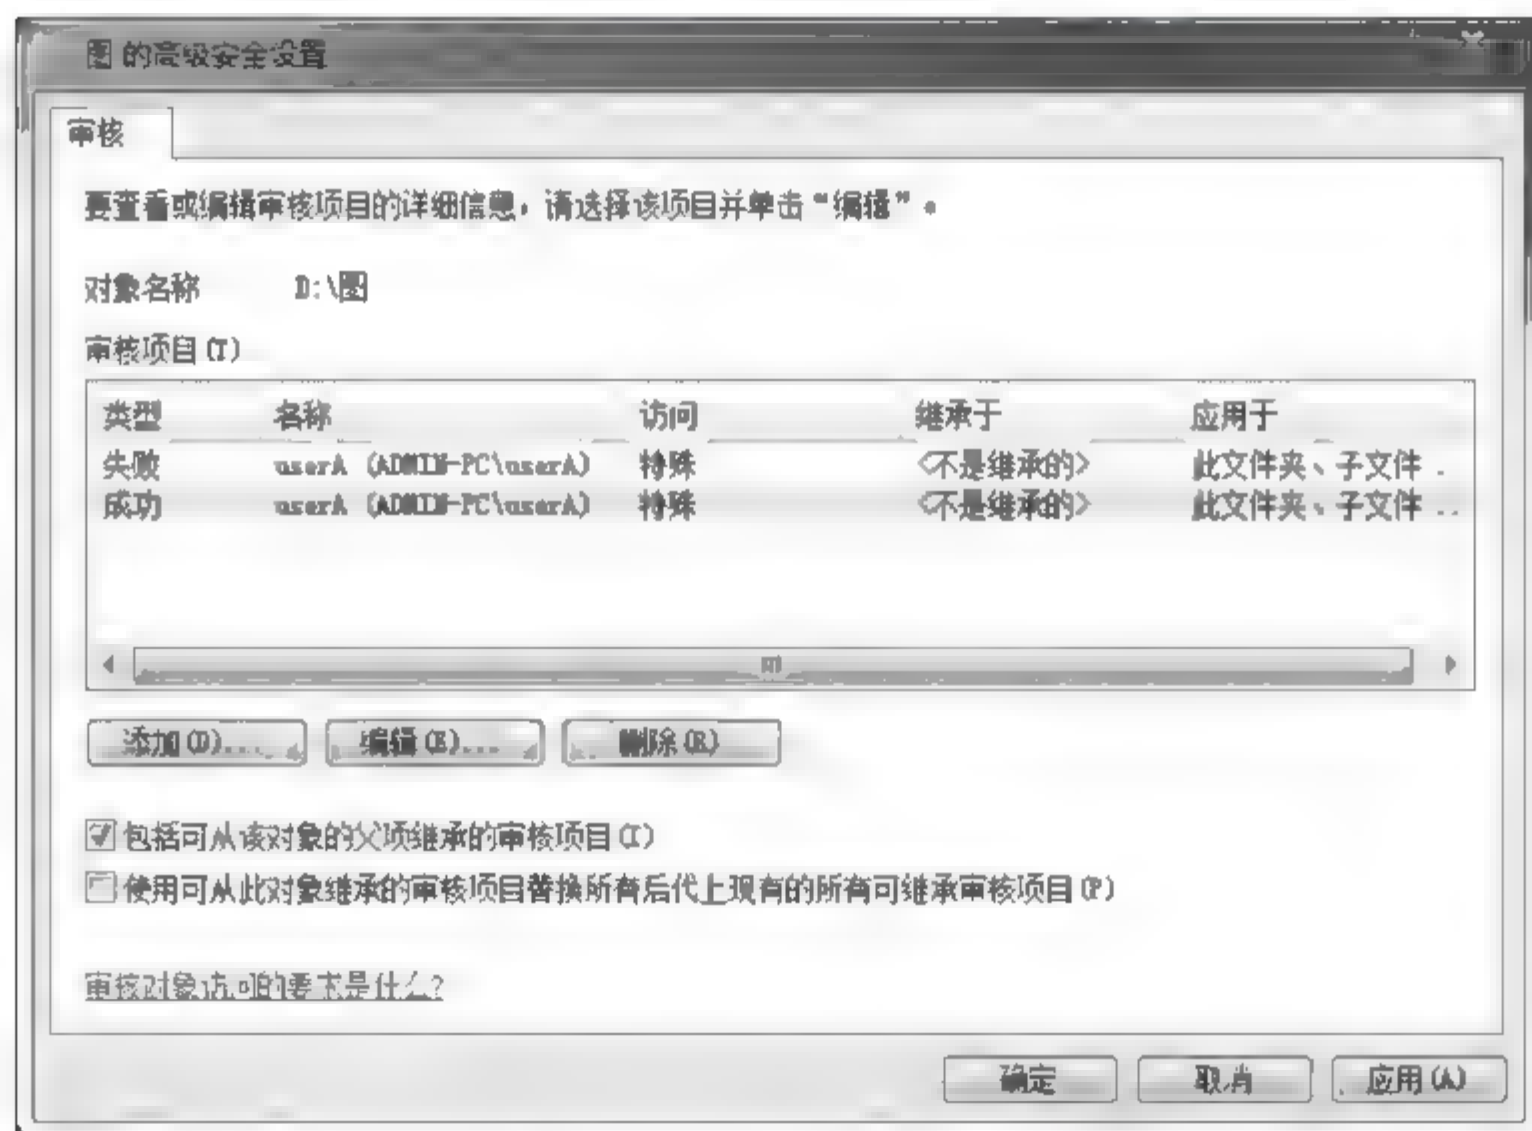 图 的高级安全设置
审核
要查看或编辑审核项目的详细信息，请选择该项目并单击“编辑”。
对象名称 D:\图
审核项目(T)
类型 名称 访问 继承于 应用于
失败 userA (ADMIN-PC\userA) 特殊 <不是继承的> 此文件夹、子文件 ..
成功 userA (ADMIN-PC\userA) 特殊 <不是继承的> 此文件夹、子文件 ..
添加(D)... 编辑(E)... 删除(R)
包括可从该对象的父项继承的审核项目(I)
使用可从此对象继承的审核项目替换所有后代上现有的所有可继承审核项目(P)
审核对象访问的要求是什么?
确定 取消 应用(A)